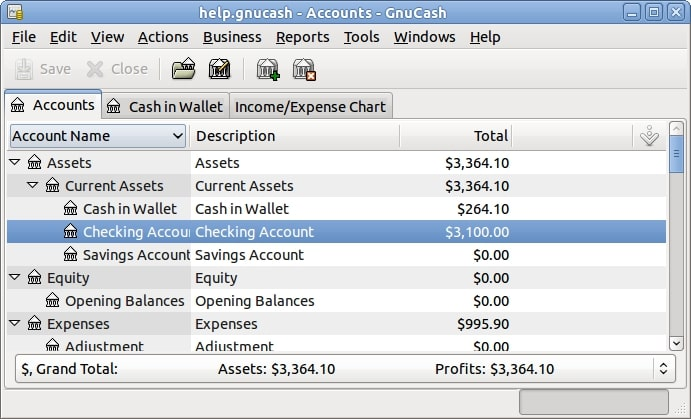 help.gnucash - Accounts - GnuCash
File Edit View Actions Business Reports Tools Windows Help
Save Close
Accounts Cash in Wallet Income/Expense Chart
Account Name Description Total
Assets Assets $3,364.10
Current Assets Current Assets $3,364.10
Cash in Wallet Cash in Wallet $264.10
Checking Accou Checking Account $3,100.00
Savings Account Savings Account $0.00
Equity Equity $0.00
Opening Balances Opening Balances $0.00
Expenses Expenses $995.90
Adjustment Adjustment $0.00
$, Grand Total: Assets: $3,364.10 Profits: $3,364.10